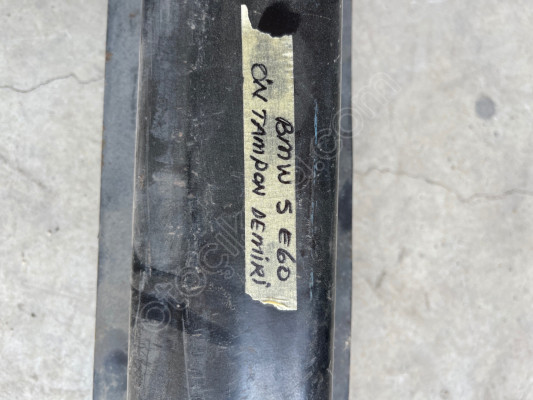 BMW 5 E60
ÖN TAMPON DEMİRİ